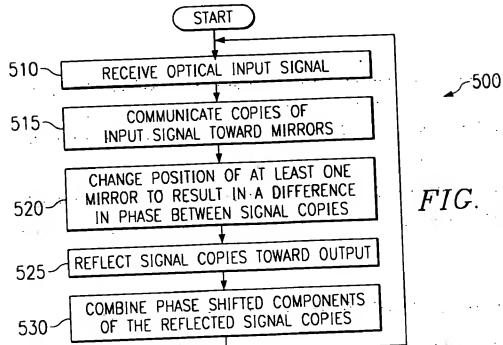 START
510
RECEIVE OPTICAL INPUT SIGNAL
500
515
COMMUNICATE COPIES OF
INPUT SIGNAL TOWARD MIRRORS
520
CHANGE POSITION OF AT LEAST ONE
MIRROR TO RESULT IN A DIFFERENCE
IN PHASE BETWEEN SIGNAL COPIES
FIG.
525
REFLECT SIGNAL COPIES TOWARD OUTPUT
530
COMBINE PHASE SHIFTED COMPONENTS
OF THE REFLECTED SIGNAL COPIES